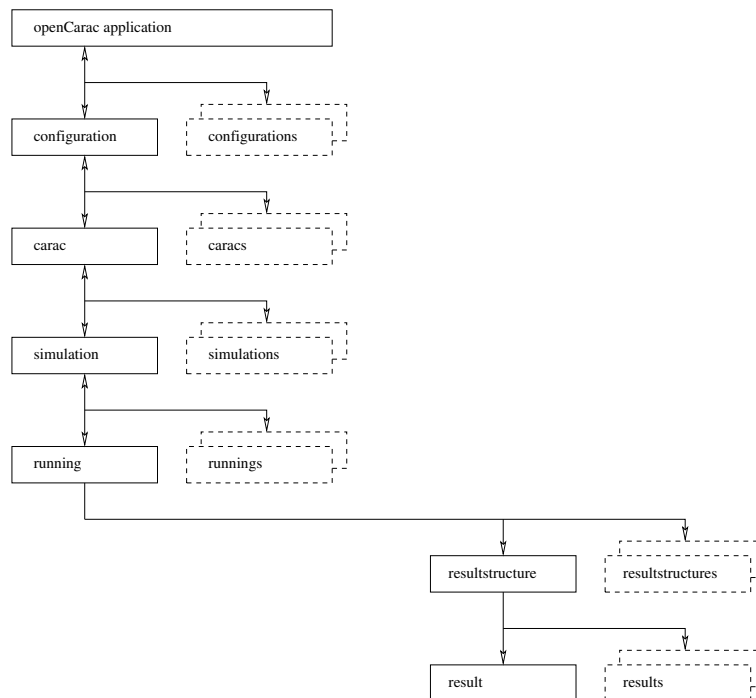 openCarac application
configuration
configurations
carac
caracs
simulation
simulations
running
runnings
resultstructure
resultstructures
result
results